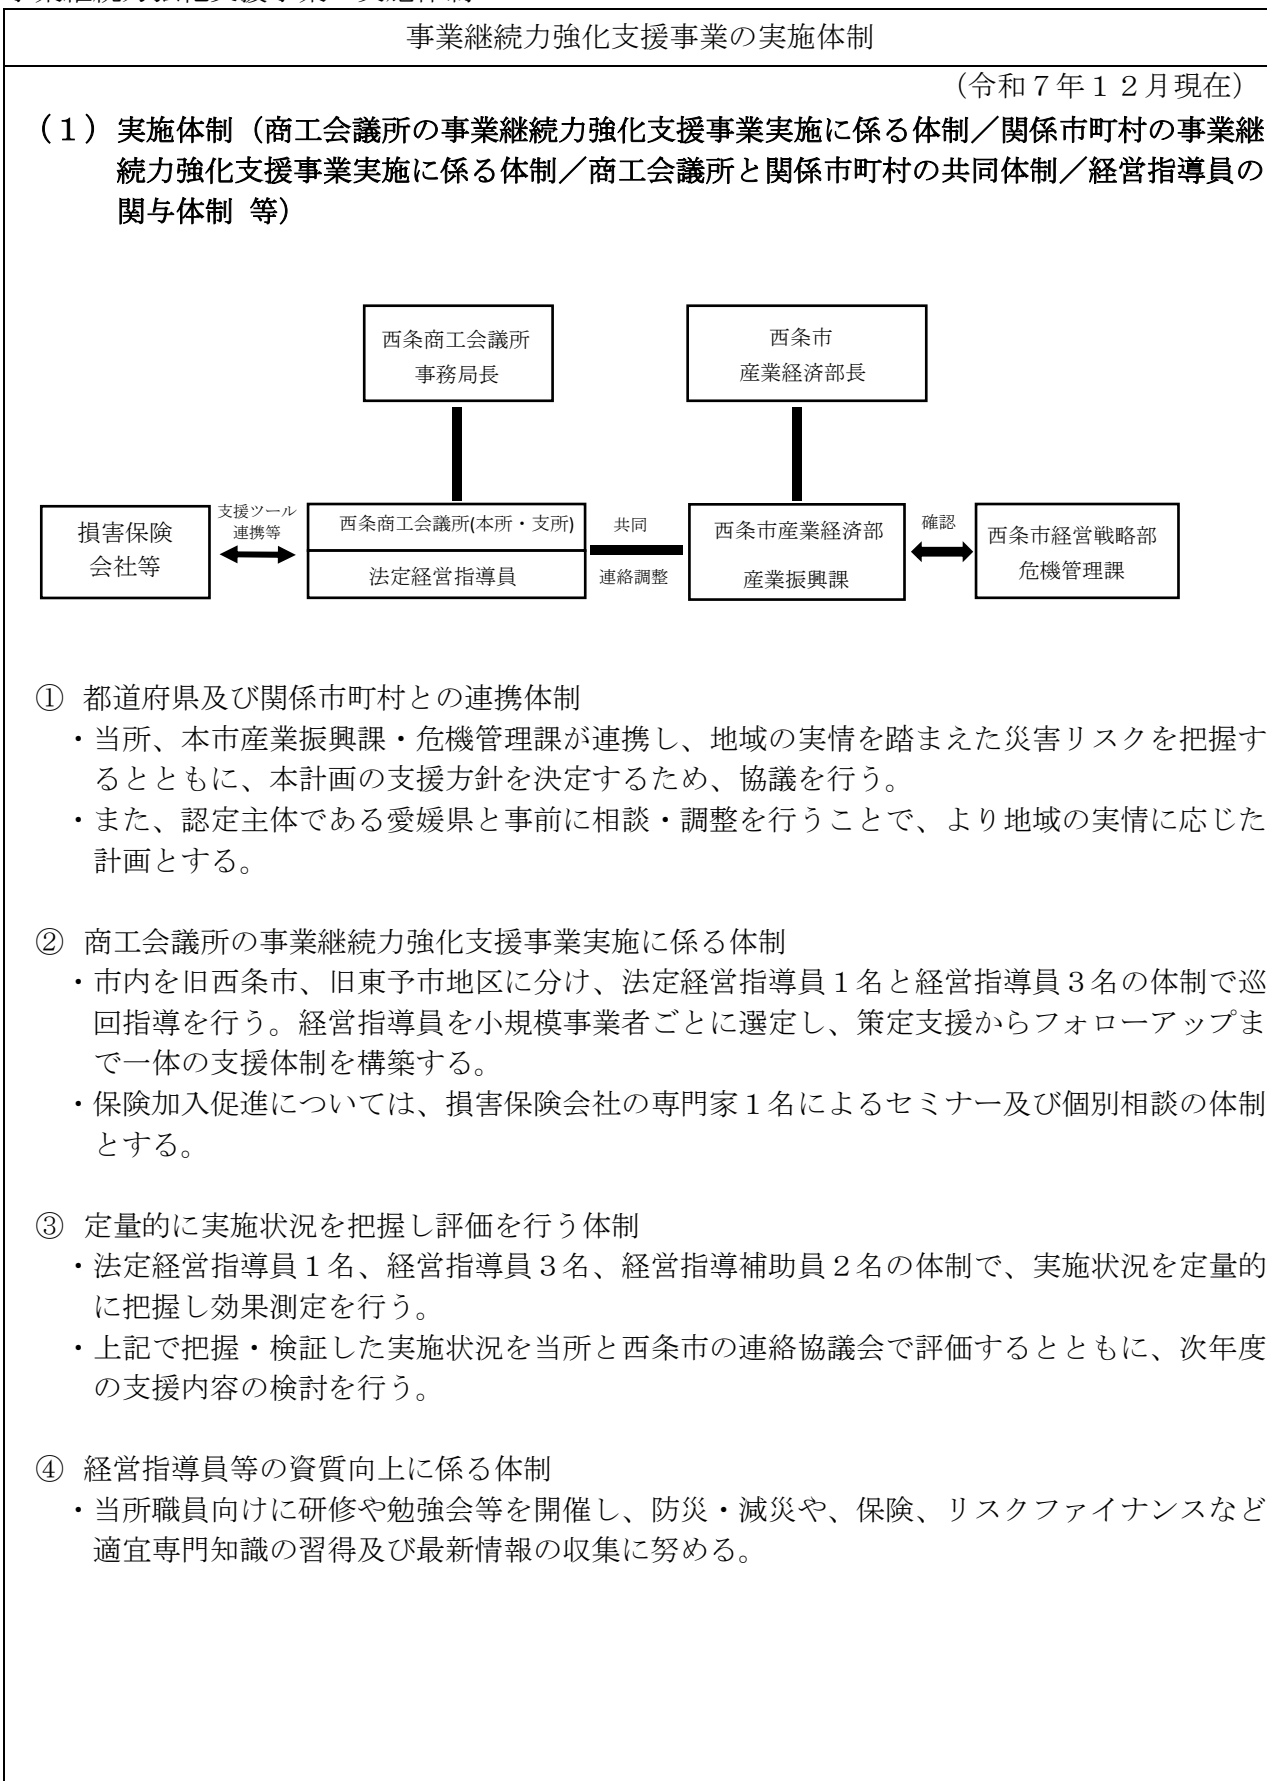 事業継続力強化支援事業の実施体制
（令和７年１２月現在）
（１）実施体制（商工会議所の事業継続力強化支援事業実施に係る体制／関係市町村の事業継
続力強化支援事業実施に係る体制／商工会議所と関係市町村の共同体制／経営指導員の
関与体制 等）
西条商工会議所
事務局長
西条市
産業経済部長
損害保険
会社等
支援ツール
連携等
西条商工会議所(本所・支所)
法定経営指導員
共同
連絡調整
西条市産業経済部
産業振興課
確認
西条市経営戦略部
危機管理課
① 都道府県及び関係市町村との連携体制
・当所、本市産業振興課・危機管理課が連携し、地域の実情を踏まえた災害リスクを把握す
るとともに、本計画の支援方針を決定するため、協議を行う。
・また、認定主体である愛媛県と事前に相談・調整を行うことで、より地域の実情に応じた
計画とする。
② 商工会議所の事業継続力強化支援事業実施に係る体制
・市内を旧西条市、旧東予市地区に分け、法定経営指導員１名と経営指導員３名の体制で巡
回指導を行う。経営指導員を小規模事業者ごとに選定し、策定支援からフォローアップま
で一体の支援体制を構築する。
・保険加入促進については、損害保険会社の専門家１名によるセミナー及び個別相談の体制
とする。
③ 定量的に実施状況を把握し評価を行う体制
・法定経営指導員１名、経営指導員３名、経営指導補助員２名の体制で、実施状況を定量的
に把握し効果測定を行う。
・上記で把握・検証した実施状況を当所と西条市の連絡協議会で評価するとともに、次年度
の支援内容の検討を行う。
④ 経営指導員等の資質向上に係る体制
・当所職員向けに研修や勉強会等を開催し、防災・減災や、保険、リスクファイナンスなど
適宜専門知識の習得及び最新情報の収集に努める。